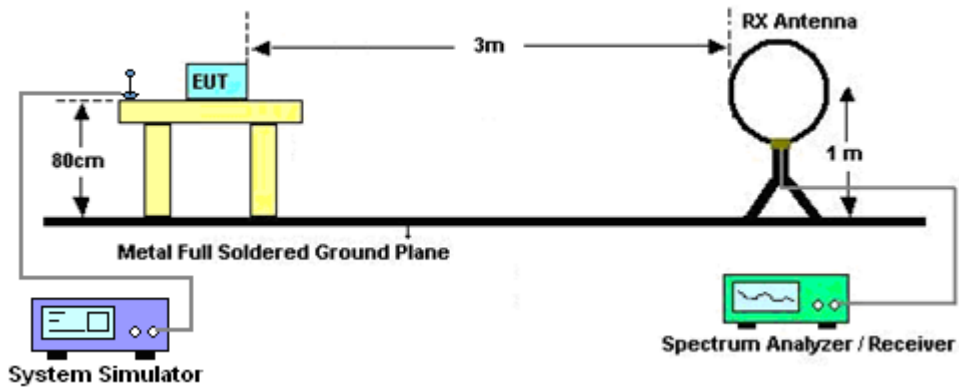 RX Antenna
3m
EUT
80cm
1 m
Metal Full Soldered Ground Plane
System Simulator
Spectrum Analyzer / Receiver